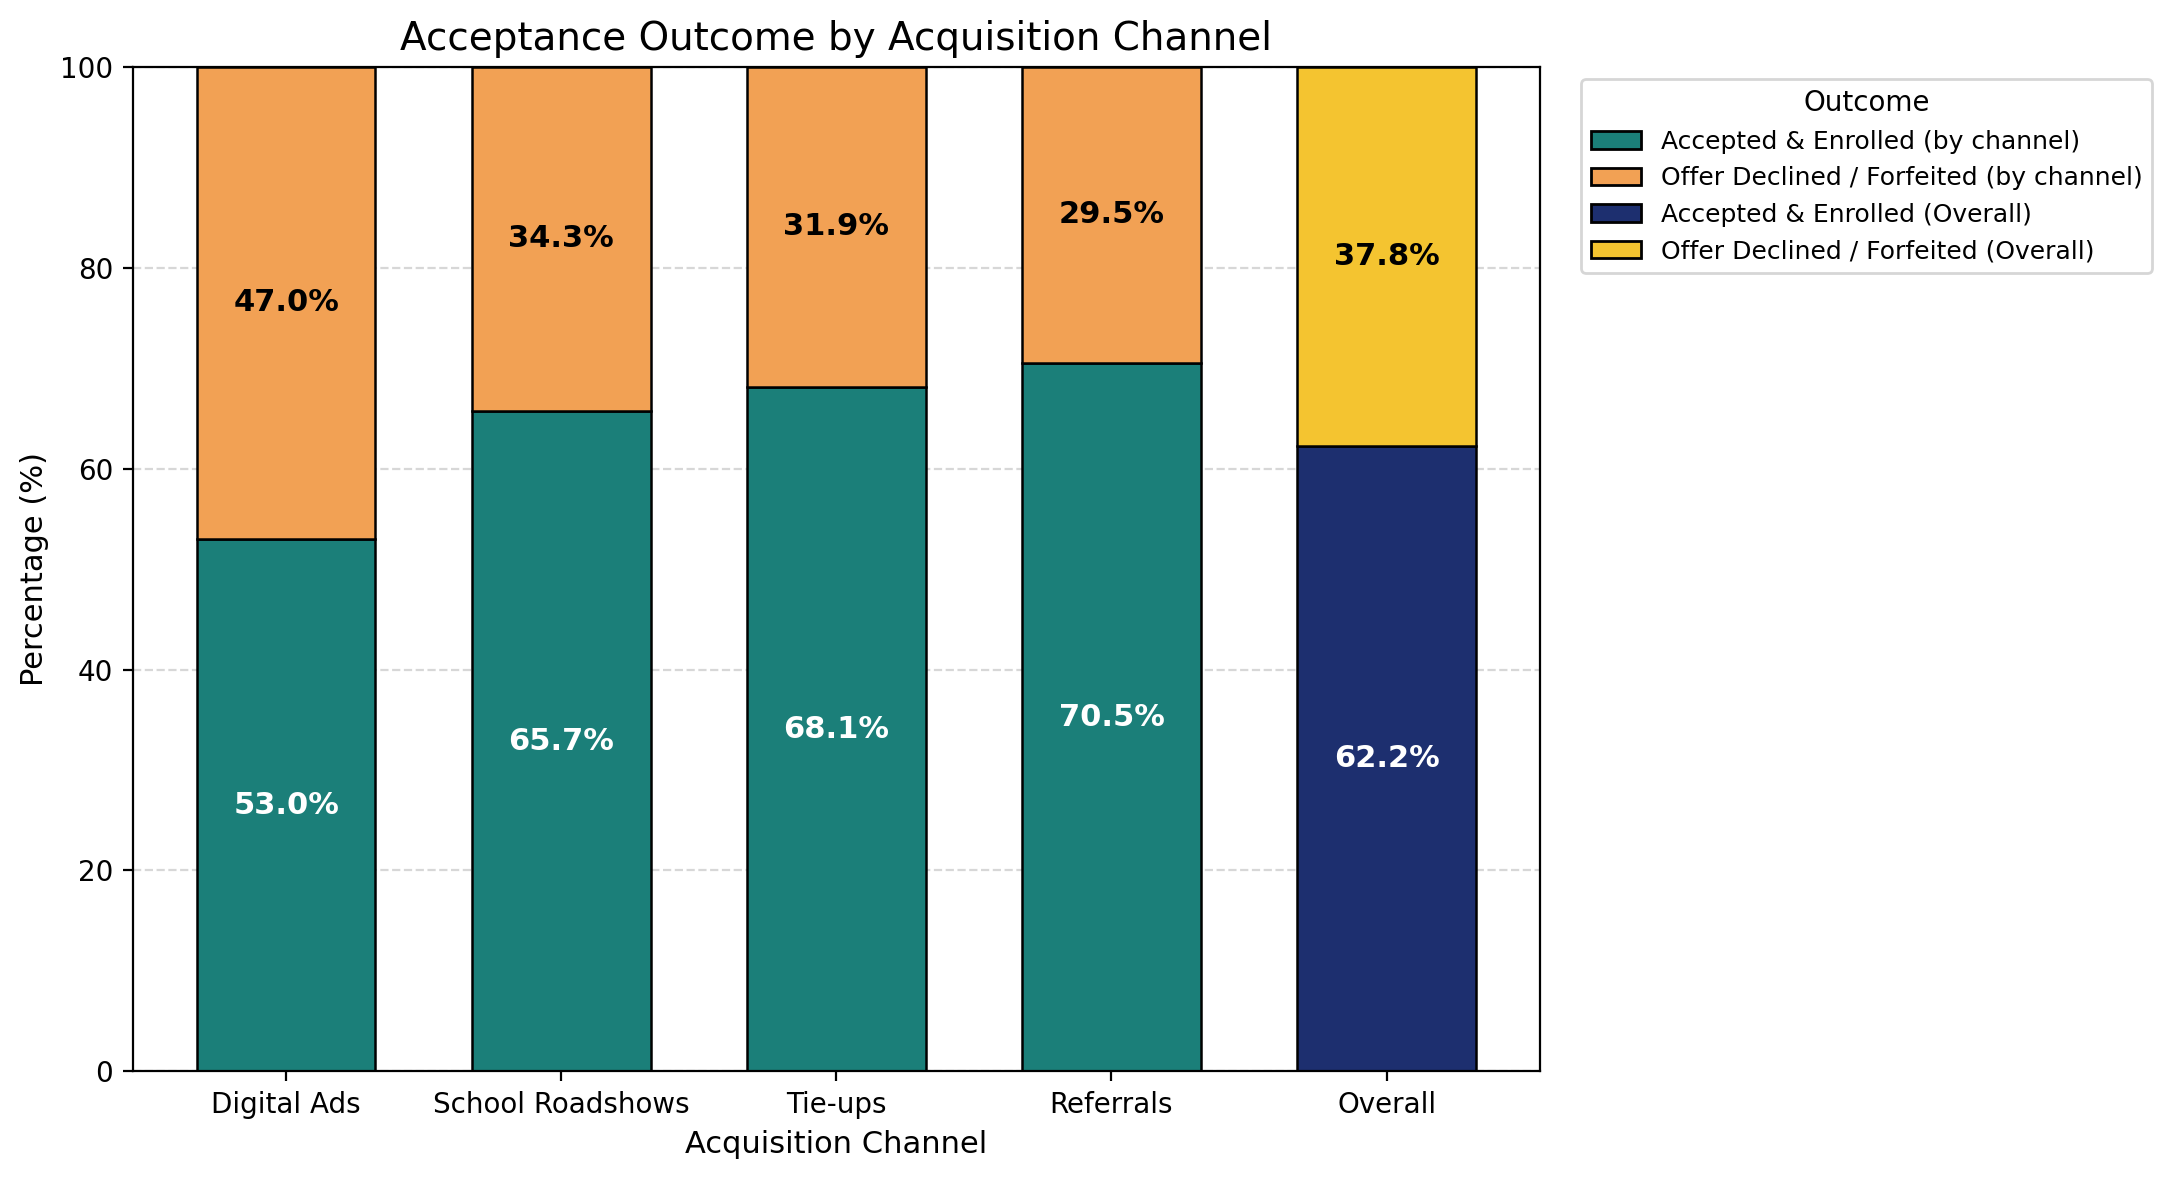 Acceptance Outcome by Acquisition Channel
Percentage (%)
100
80
60
40
20
0
47.0%
34.3%
31.9%
29.5%
37.8%
53.0%
65.7%
68.1%
70.5%
62.2%
Digital Ads
School Roadshows
Tie-ups
Referrals
Overall
Acquisition Channel
Outcome
Accepted & Enrolled (by channel)
Offer Declined / Forfeited (by channel)
Accepted & Enrolled (Overall)
Offer Declined / Forfeited (Overall)